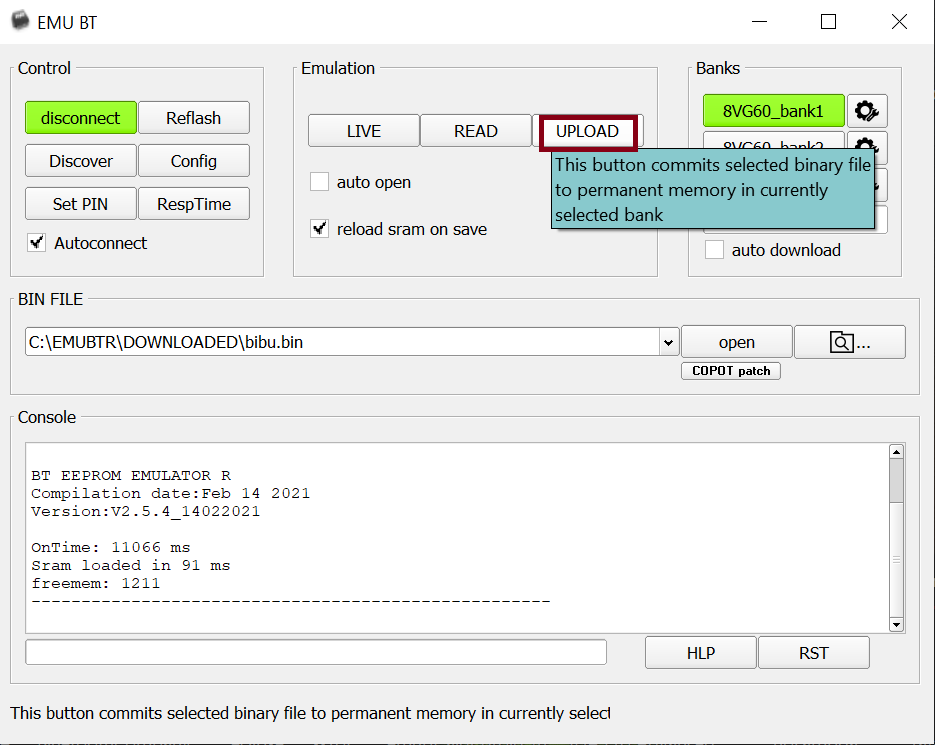 EMU BT
Control
disconnect
Reflash
Discover
Config
Set PIN
RespTime
Autoconnect
Emulation
LIVE
READ
UPLOAD
auto open
reload sram on save
Banks
8VG60_bank1
8VG60_bank2
This button commits selected binary file
to permanent memory in currently
selected bank
auto download
BIN FILE
C:\EMUBTR\DOWNLOADED\bibu.bin
open
...
COPOT patch
Console
BT EEPROM EMULATOR R
Compilation date:Feb 14 2021
Version:V2.5.4_14022021
OnTime: 11066 ms
Sram loaded in 91 ms
freemem: 1211
----------------------------------------------------
HLP
RST
This button commits selected binary file to permanent memory in currently select